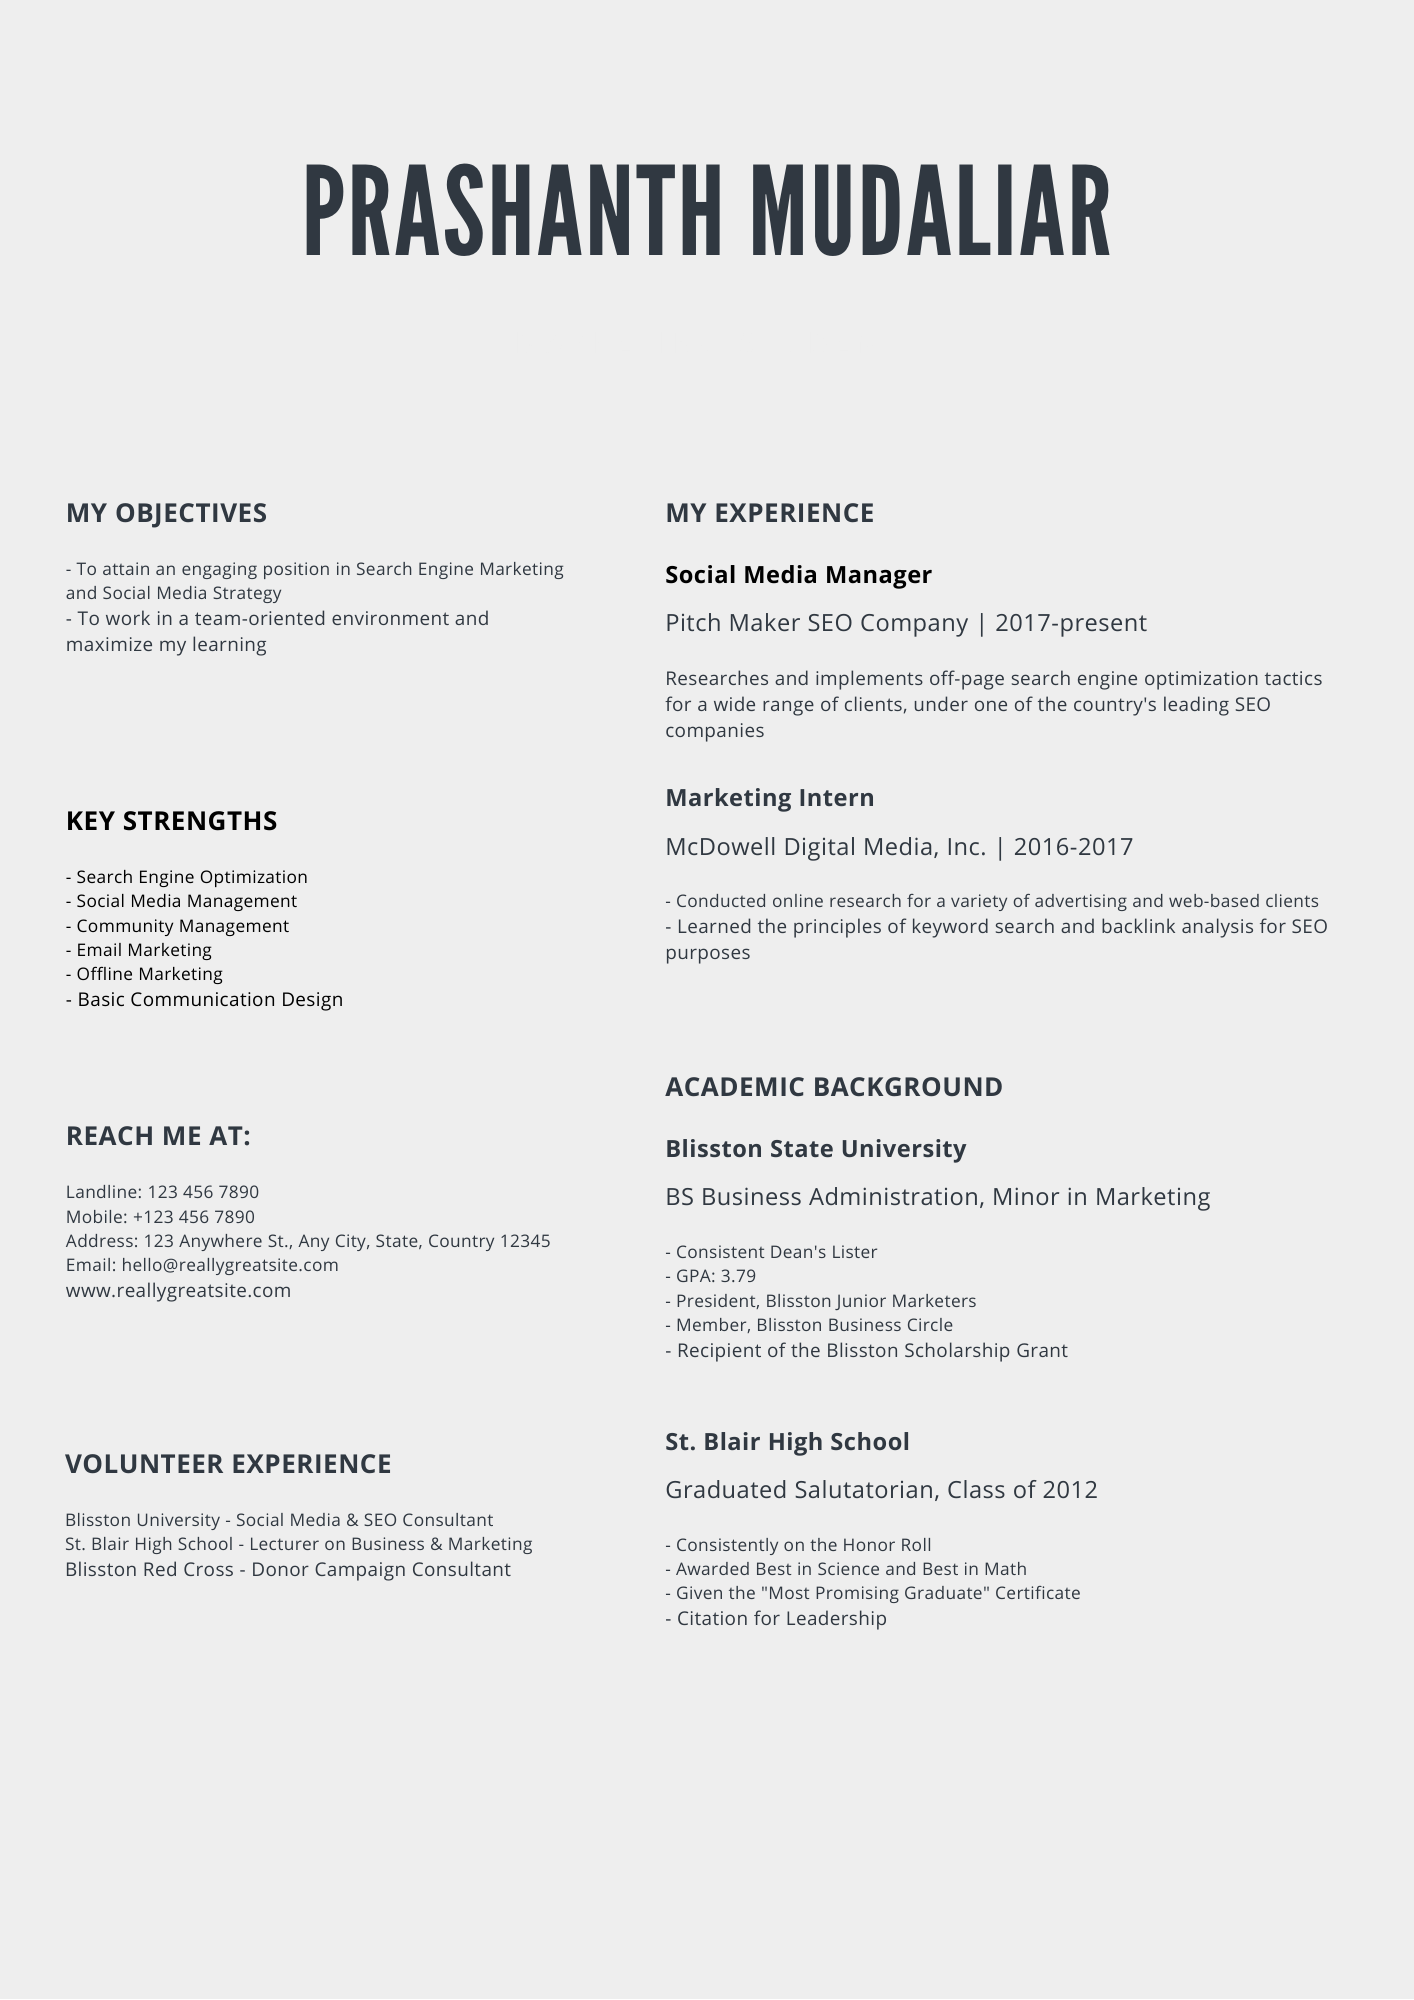 PRASHANTH MUDALIAR
MY OBJECTIVES
- To attain an engaging position in Search Engine Marketing
and Social Media Strategy
- To work in a team-oriented environment and
maximize my learning
KEY STRENGTHS
- Search Engine Optimization
- Social Media Management
- Community Management
- Email Marketing
- Offline Marketing
- Basic Communication Design
REACH ME AT:
Landline: 123 456 7890
Mobile: +123 456 7890
Address: 123 Anywhere St., Any City, State, Country 12345
Email: hello@reallygreatsite.com
www.reallygreatsite.com
VOLUNTEER EXPERIENCE
Blisston University - Social Media & SEO Consultant
St. Blair High School - Lecturer on Business & Marketing
Blisston Red Cross - Donor Campaign Consultant
MY EXPERIENCE
Social Media Manager
Pitch Maker SEO Company | 2017-present
Researches and implements off-page search engine optimization tactics
for a wide range of clients, under one of the country's leading SEO
companies
Marketing Intern
McDowell Digital Media, Inc. | 2016-2017
- Conducted online research for a variety of advertising and web-based clients
- Learned the principles of keyword search and backlink analysis for SEO
purposes
ACADEMIC BACKGROUND
Blisston State University
BS Business Administration, Minor in Marketing
- Consistent Dean's Lister
- GPA: 3.79
- President, Blisston Junior Marketers
- Member, Blisston Business Circle
- Recipient of the Blisston Scholarship Grant
St. Blair High School
Graduated Salutatorian, Class of 2012
- Consistently on the Honor Roll
- Awarded Best in Science and Best in Math
- Given the "Most Promising Graduate" Certificate
- Citation for Leadership